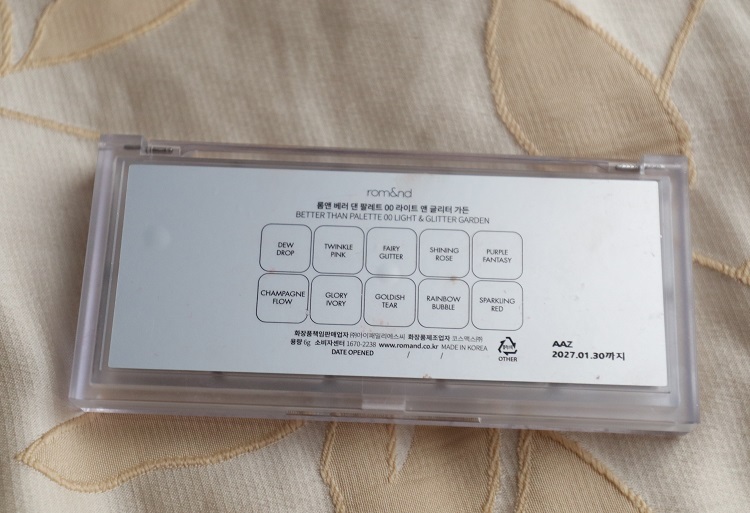 rom&nd
롬앤 베러 댄 팔레트 00 라이트 앤 글리터 가든
BETTER THAN PALETTE 00 LIGHT & GLITTER GARDEN
DEW DROP
TWINKLE PINK
FAIRY GLITTER
SHINING ROSE
PURPLE FANTASY
CHAMPAGNE FLOW
GLORY IVORY
GOLDISH TEAR
RAINBOW BUBBLE
SPARKLING RED
화장품책임판매업자 ㈜아이패밀리에스씨 화장품제조업자 코스맥스㈜
용량 6g 소비자센터 1670-2238 www.romand.co.kr MADE IN KOREA
DATE OPENED / /
OTHER
AAZ
2027.01.30까지